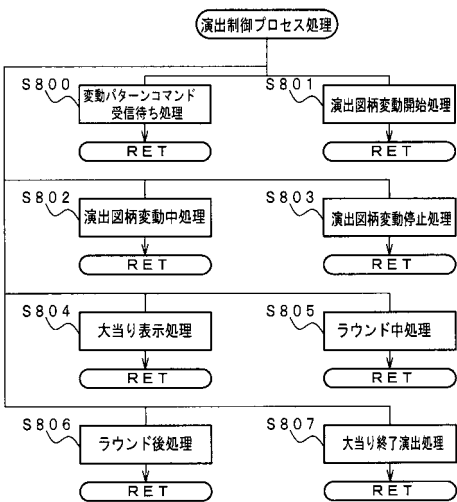 演出制御プロセス処理
S800
変動パターンコマンド
受信待ち処理
RET
S801
演出図柄変動開始処理
RET
S802
演出図柄変動中処理
RET
S803
演出図柄変動停止処理
RET
S804
大当り表示処理
RET
S805
ラウンド中処理
RET
S806
ラウンド後処理
RET
S807
大当り終了演出処理
RET